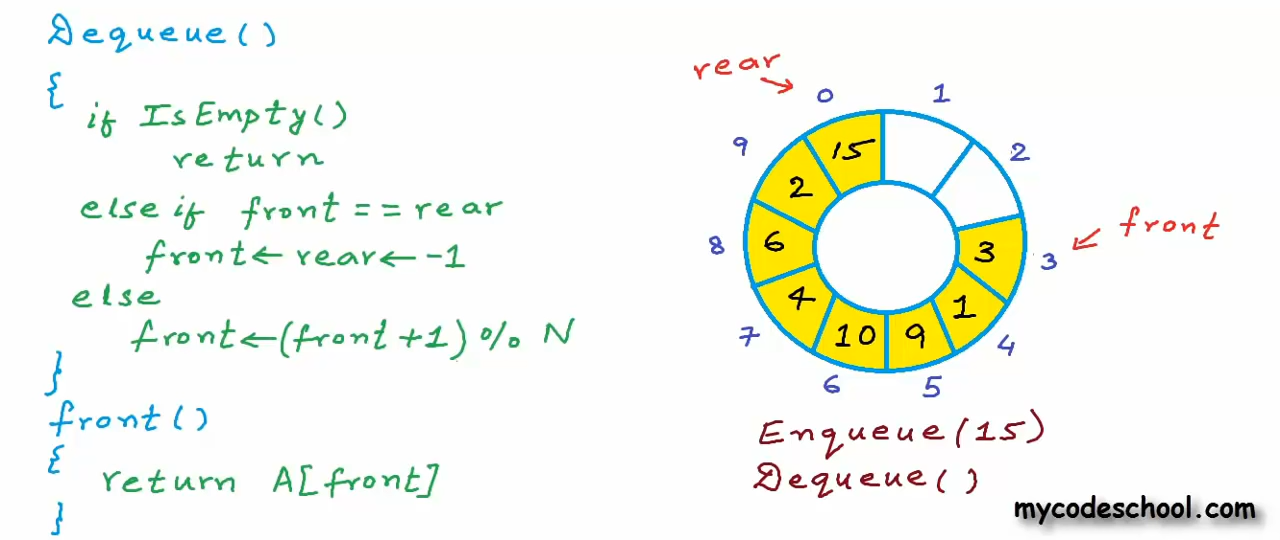 Dequeue()
{
if IsEmpty()
return
else if front == rear
front ← rear ← -1
else
front ← (front + 1) % N
}
front()
{
return A[front]
}
rear
0
1
9
2
15
2
front
8
6
3
3
4
1
7
10
9
4
6
5
Enqueue(15)
Dequeue()
mycodeschool.com